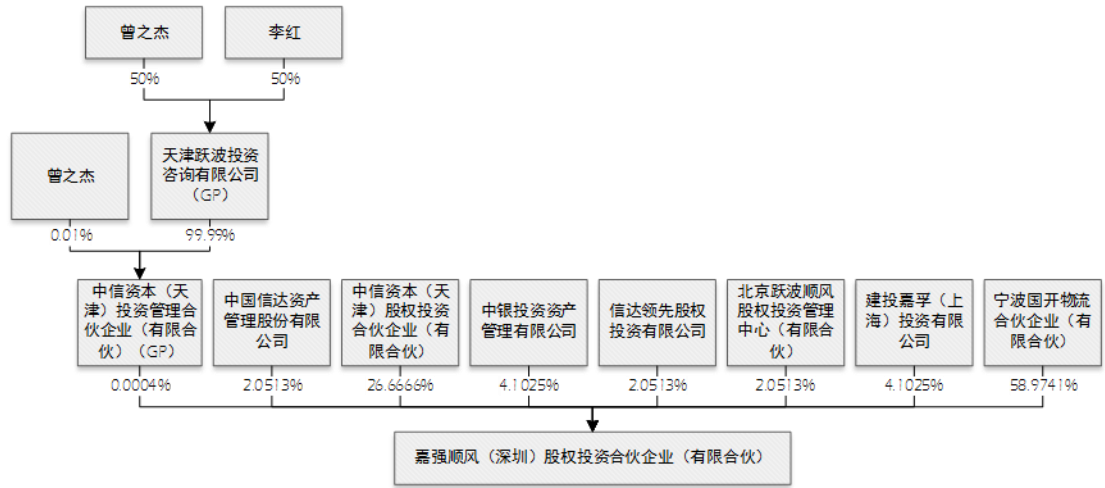 曾之杰
李红
50%
50%
曾之杰
天津跃波投资
咨询有限公司
（GP）
0.01%
99.99%
中信资本（天
津）投资管理合
伙企业（有限合
伙）（GP）
中国信达资产
管理股份有限
公司
中信资本（天
津）股权投资
合伙企业（有
限合伙）
中银投资资产
管理有限公司
信达领先股权
投资有限公司
北京跃波顺风
股权投资管理
中心（有限合
伙）
建投嘉孚（上
海）投资有限
公司
宁波国开物流
合伙企业（有
限合伙）
0.0004%
2.0513%
26.6666%
4.1025%
2.0513%
2.0513%
4.1025%
58.9741%
嘉强顺风（深圳）股权投资合伙企业（有限合伙）